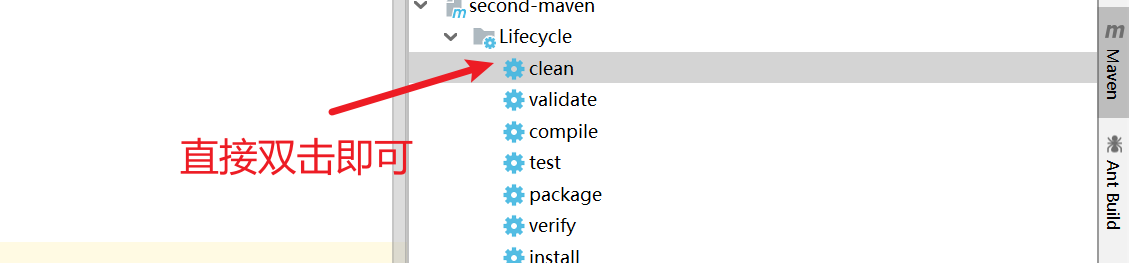 second-maven
Lifecycle
clean
validate
compile
test
package
verify
install
直接双击即可
m
Maven
Ant Build